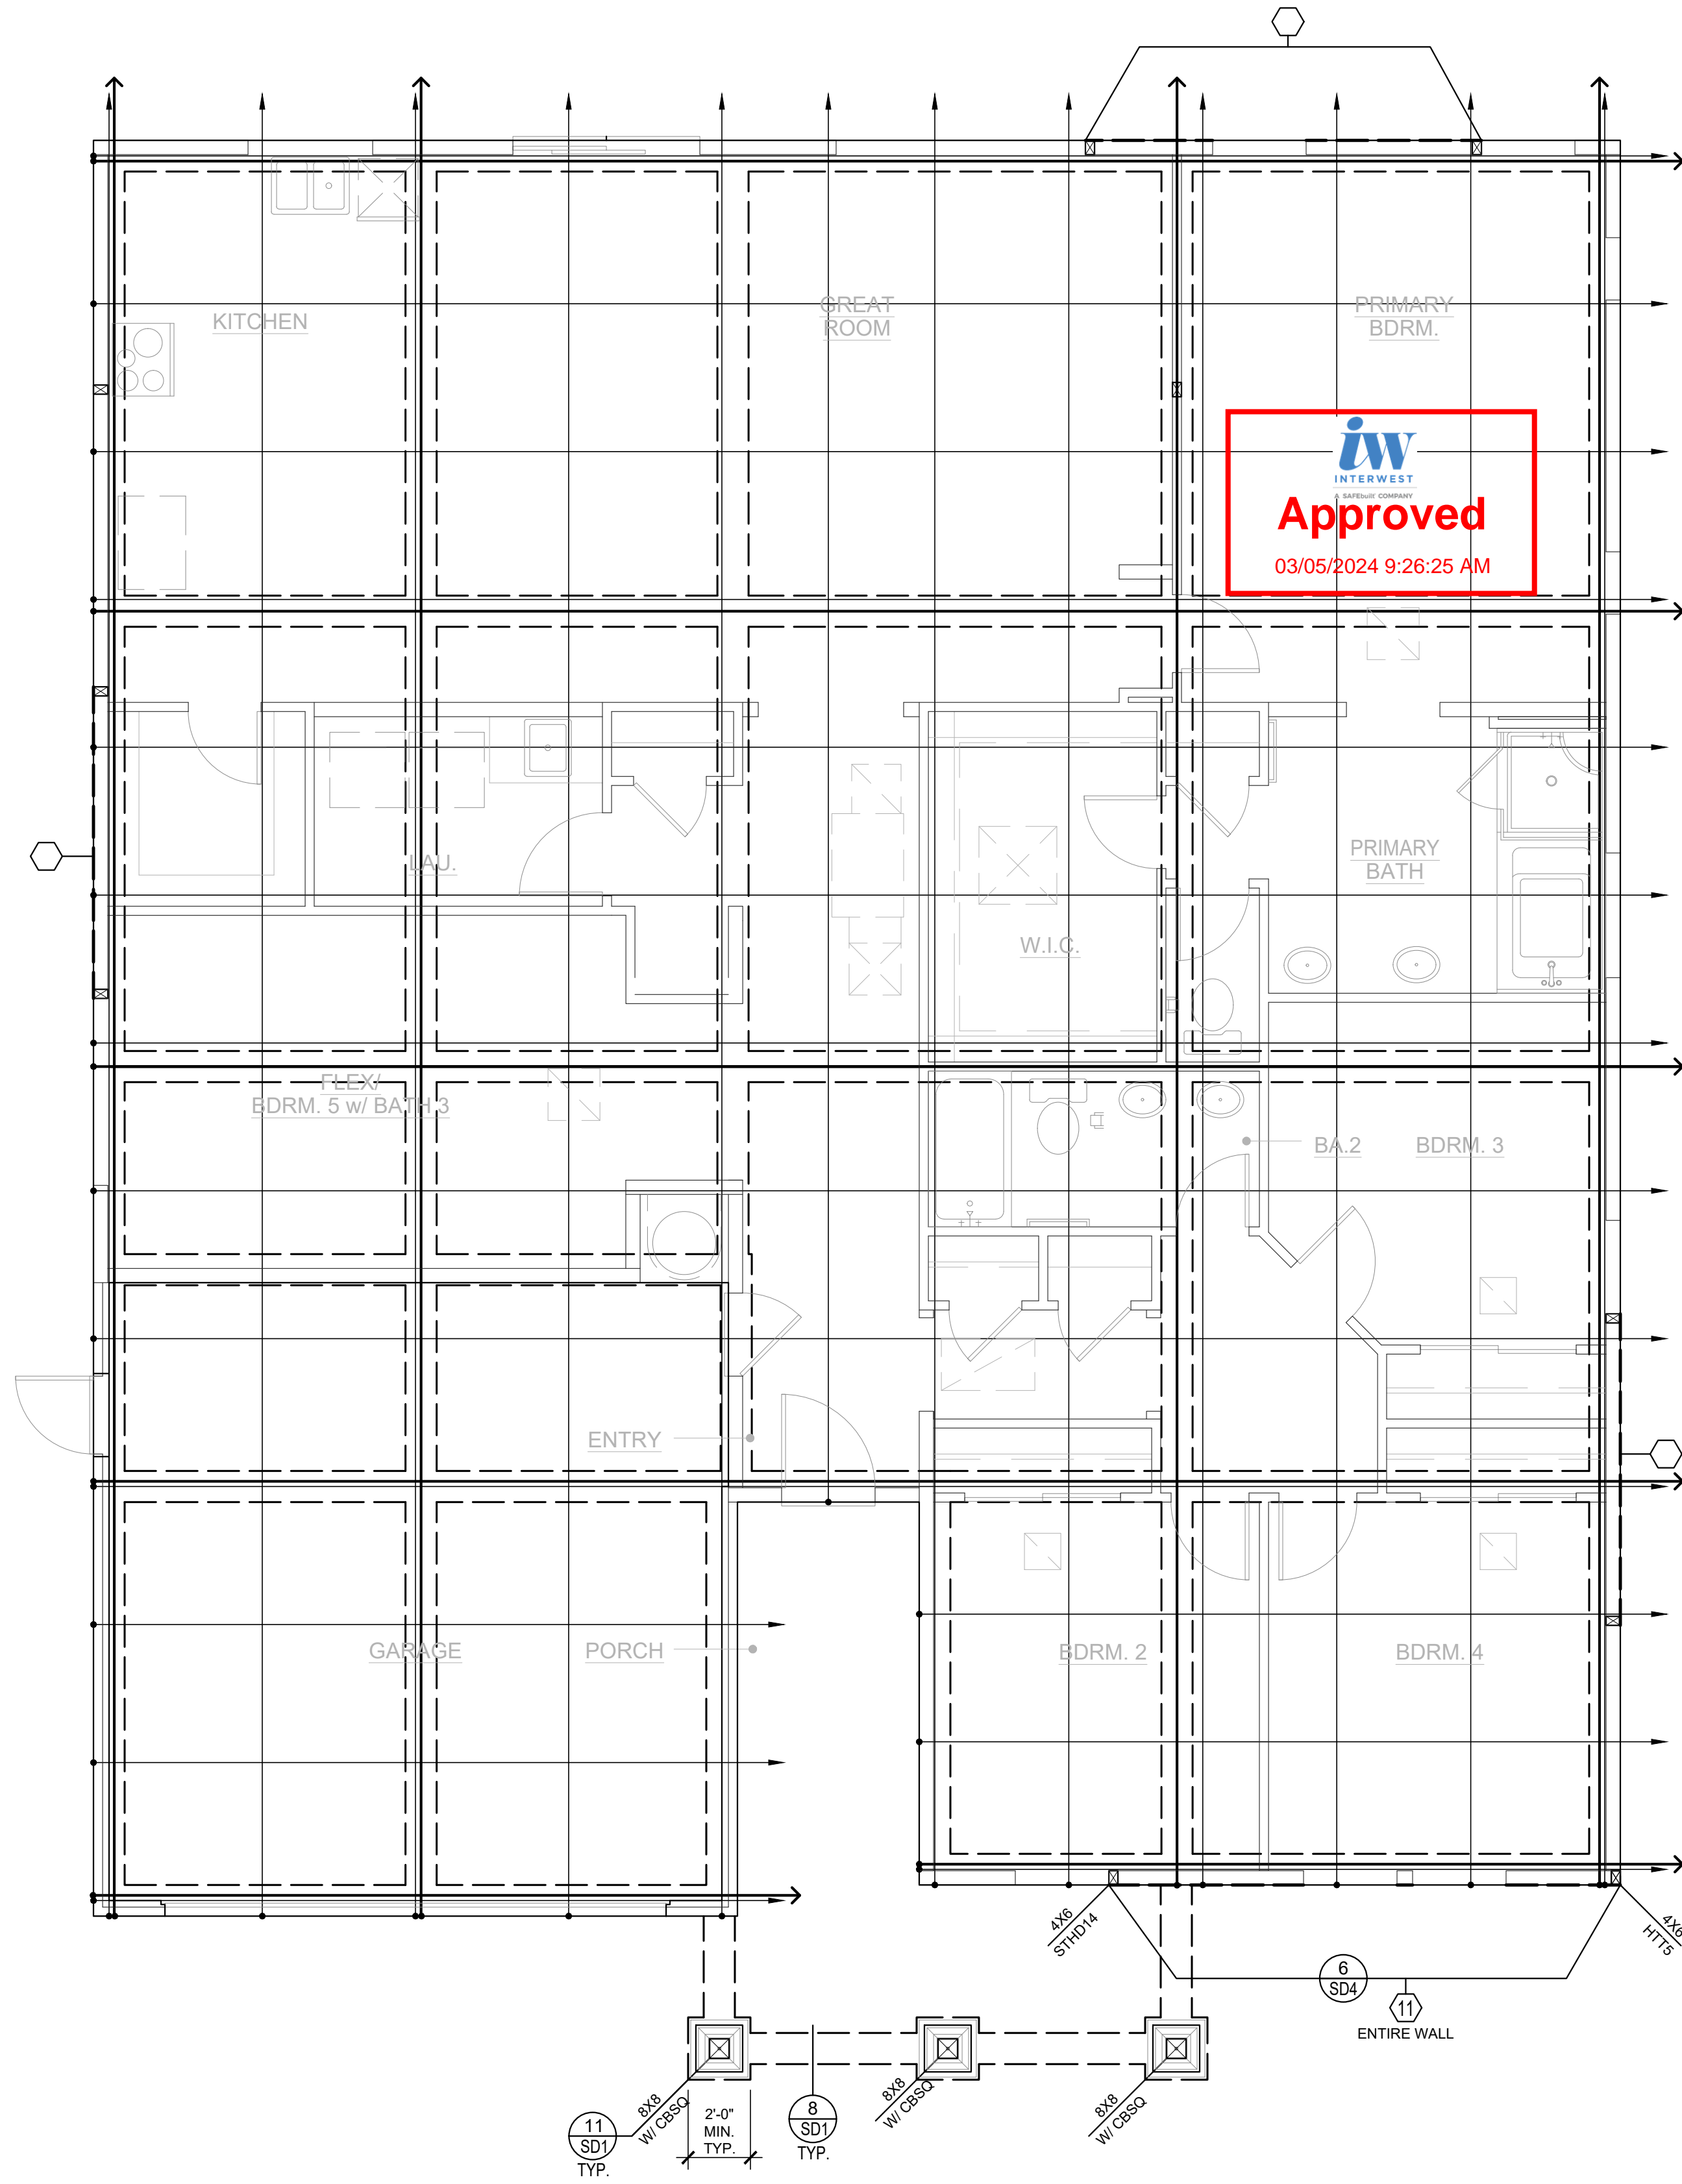 KITCHEN
GREAT
ROOM
PRIMARY
BDRM.
iw
INTERWEST
A SAFEbuilt COMPANY
Approved
03/05/2024 9:26:25 AM
LAU.
W.I.C.
PRIMARY
BATH
FLEX/
BDRM. 5 w/ BATH 3
BA.2
BDRM. 3
ENTRY
GARAGE
PORCH
BDRM. 2
BDRM. 4
4X6
STHD14
4X6
HTT5
6
SD4
11
ENTIRE WALL
8X8
W/ CBSQ
8X8
W/ CBSQ
8X8
W/ CBSQ
11
SD1
TYP.
2'-0"
MIN.
TYP.
8
SD1
TYP.